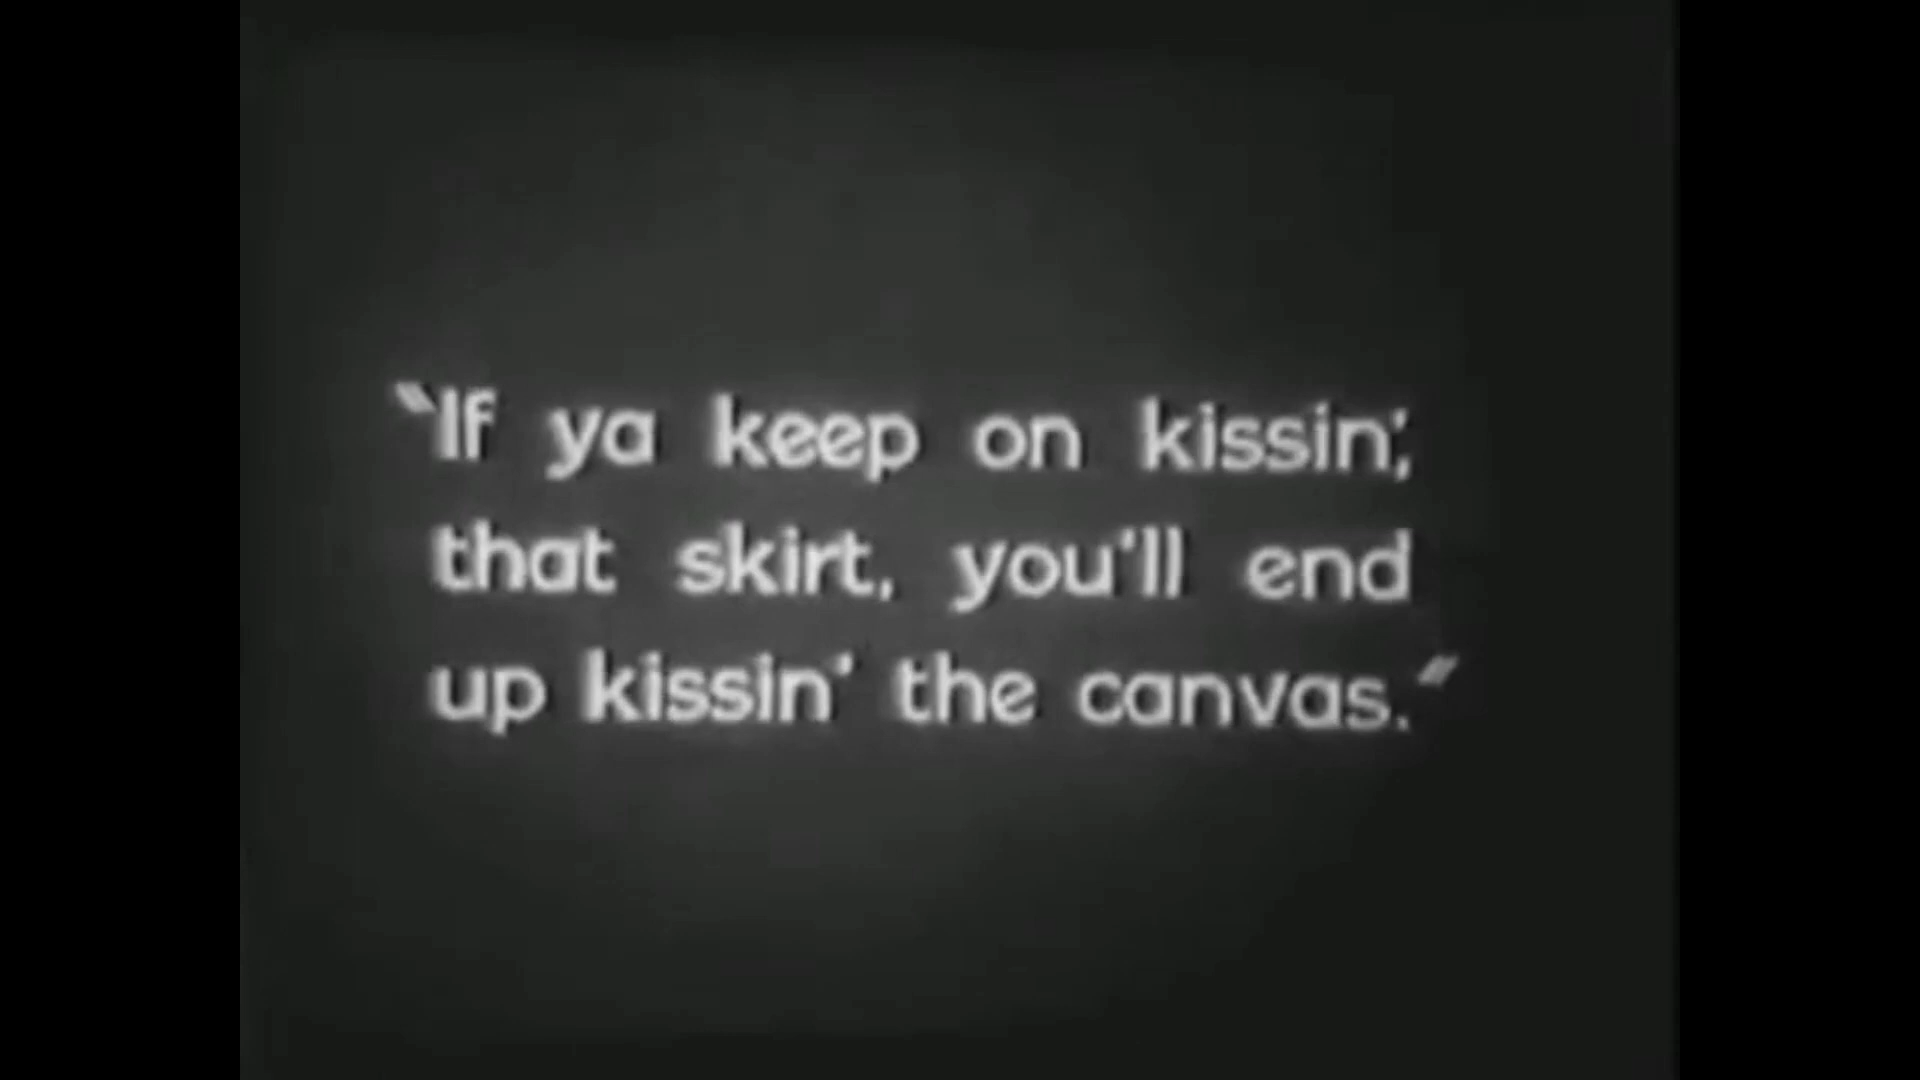 "If ya keep on kissin',
that skirt, you'll end
up kissin' the canvas."